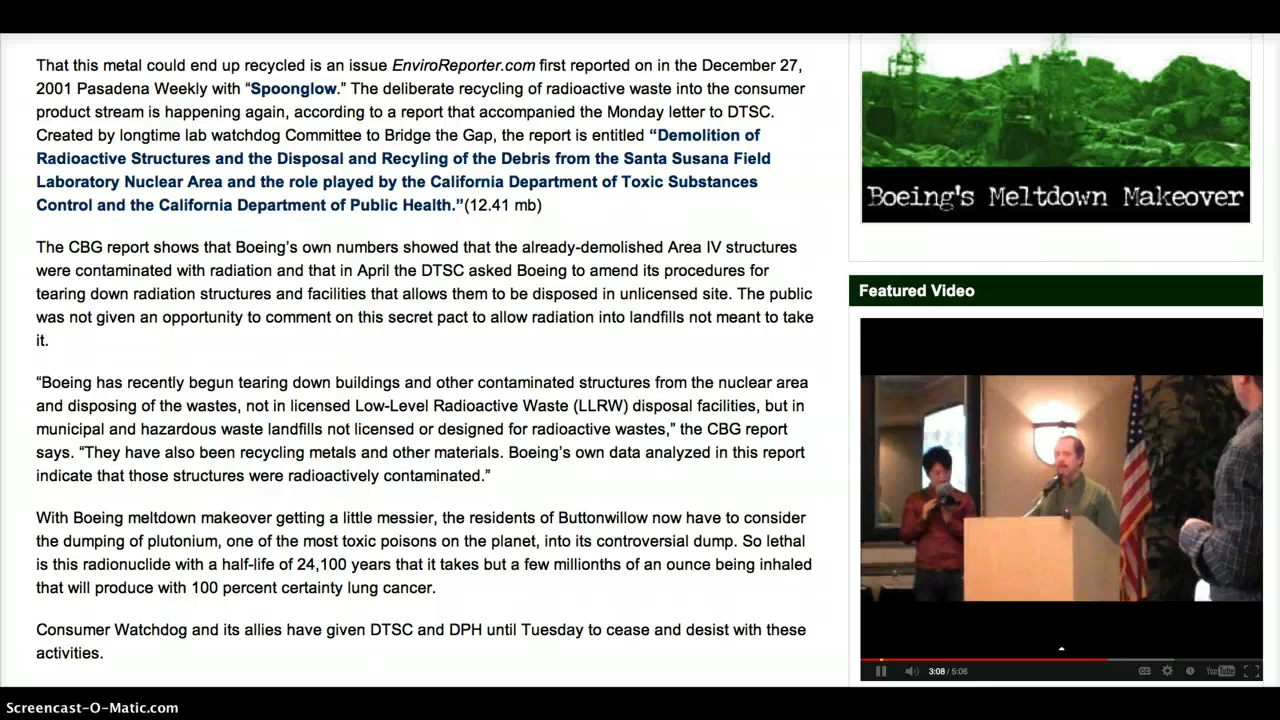 That this metal could end up recycled is an issue EnviroReporter.com first reported on in the December 27,
2001 Pasadena Weekly with “Spoonglow.” The deliberate recycling of radioactive waste into the consumer
product stream is happening again, according to a report that accompanied the Monday letter to DTSC.
Created by longtime lab watchdog Committee to Bridge the Gap, the report is entitled “Demolition of
Radioactive Structures and the Disposal and Recyling of the Debris from the Santa Susana Field
Laboratory Nuclear Area and the role played by the California Department of Toxic Substances
Control and the California Department of Public Health.”(12.41 mb)
The CBG report shows that Boeing’s own numbers showed that the already-demolished Area IV structures
were contaminated with radiation and that in April the DTSC asked Boeing to amend its procedures for
tearing down radiation structures and facilities that allows them to be disposed in unlicensed site. The public
was not given an opportunity to comment on this secret pact to allow radiation into landfills not meant to take
it.
“Boeing has recently begun tearing down buildings and other contaminated structures from the nuclear area
and disposing of the wastes, not in licensed Low-Level Radioactive Waste (LLRW) disposal facilities, but in
municipal and hazardous waste landfills not licensed or designed for radioactive wastes,” the CBG report
says. “They have also been recycling metals and other materials. Boeing’s own data analyzed in this report
indicate that those structures were radioactively contaminated.”
With Boeing meltdown makeover getting a little messier, the residents of Buttonwillow now have to consider
the dumping of plutonium, one of the most toxic poisons on the planet, into its controversial dump. So lethal
is this radionuclide with a half-life of 24,100 years that it takes but a few millionths of an ounce being inhaled
that will produce with 100 percent certainty lung cancer.
Consumer Watchdog and its allies have given DTSC and DPH until Tuesday to cease and desist with these
activities.
Boeing's Meltdown Makeover
Featured Video
3:08 / 5:06
CC
YouTube
Screencast-O-Matic.com